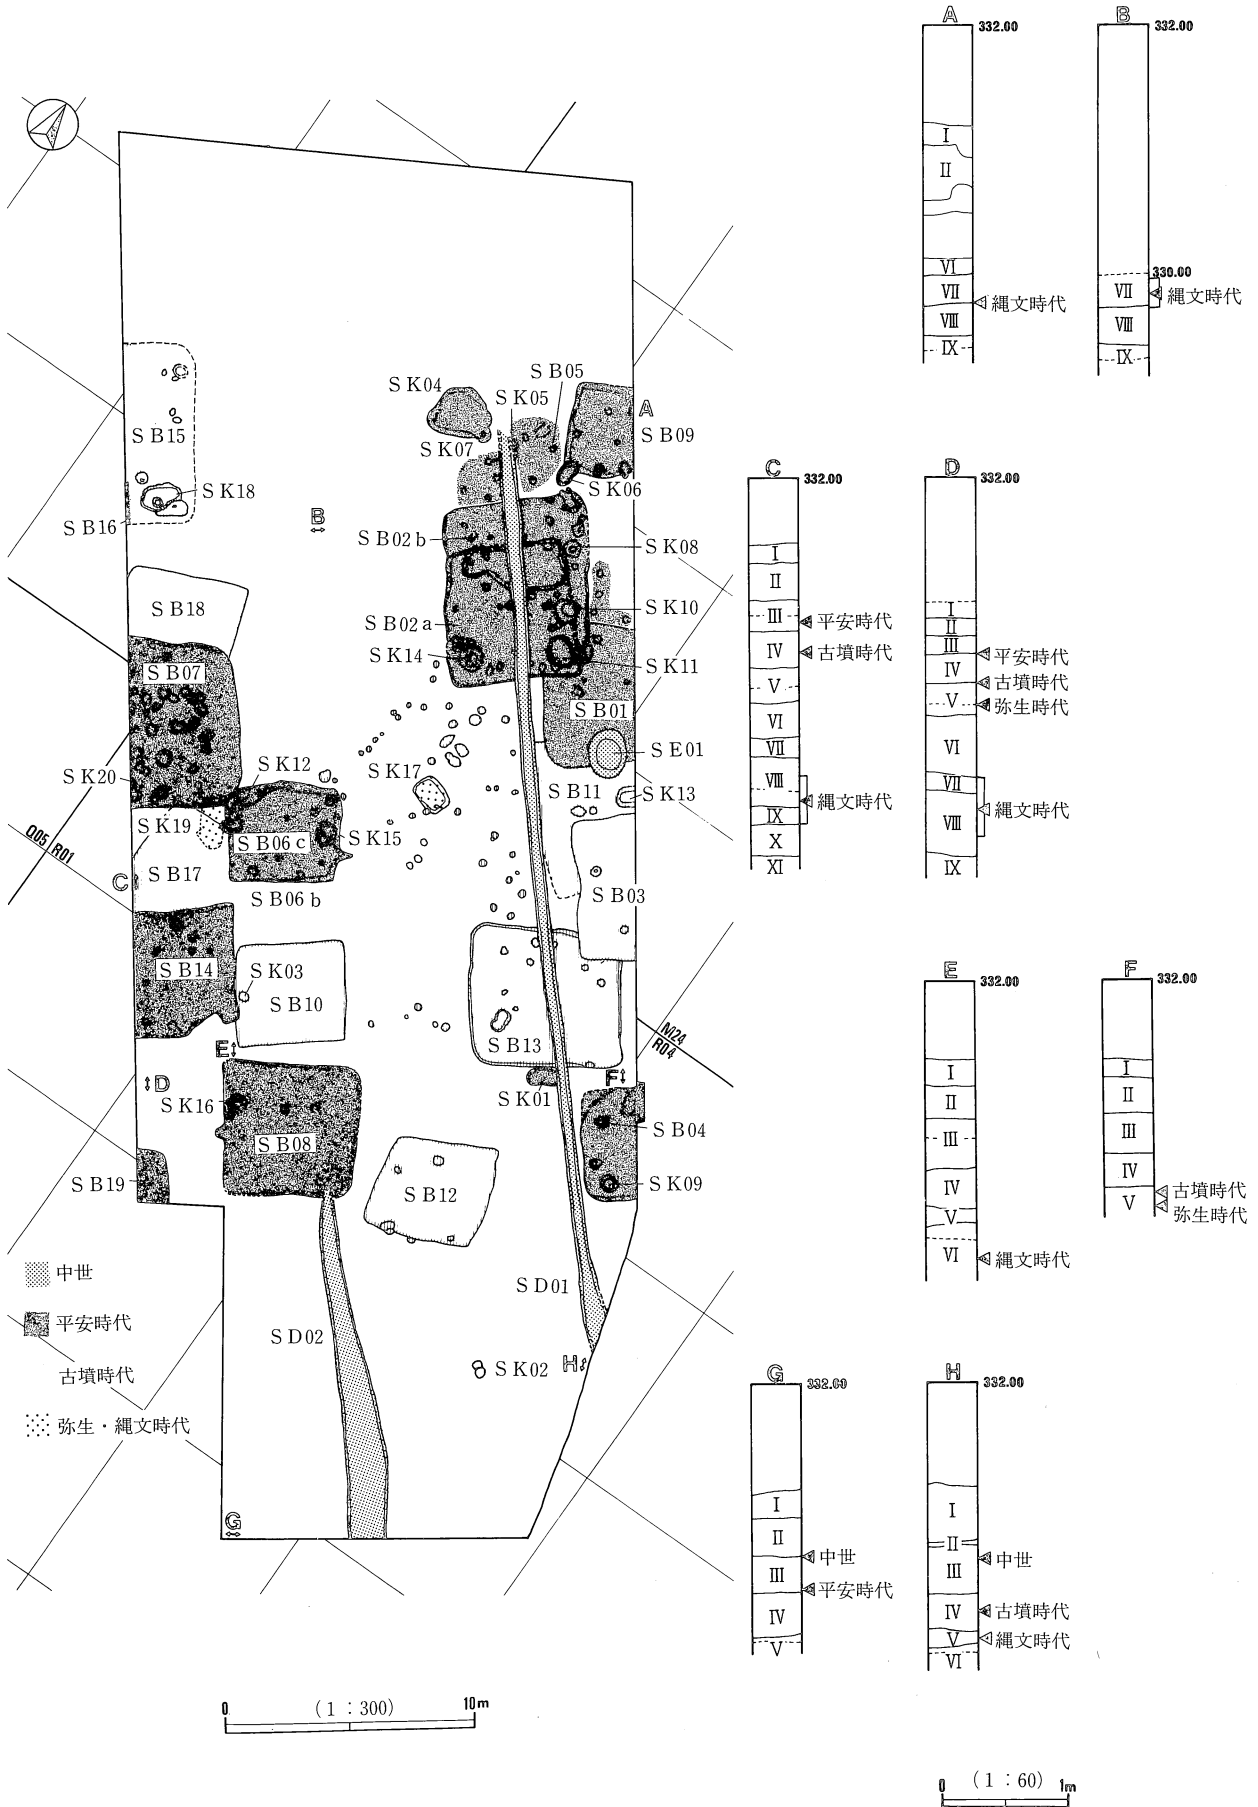 A
332.00
I
II
VI
VII
VIII
IX
縄文時代
B
332.00
330.00
VII
VIII
IX
縄文時代
SB05
SK04
SK05
A
SB09
SK07
SB15
SK06
SK18
SB16
B
SB02b
SK08
SB18
SK10
SB02a
SK14
SK11
SB07
SB01
SE01
SK12
SK17
SK20
SB11
SK13
SK19
SB06c
SK15
Q05 R01
SB17
C
SB03
SB06b
SB14
SK03
SB10
M24
R04
SB13
E
F
D
SK01
SK16
SB04
SB08
SK09
SB19
SB12
中世
SD01
平安時代
SD02
古墳時代
H
SK02
弥生・縄文時代
G
C
332.00
I
II
III
IV
V
VI
VII
VIII
IX
X
XI
平安時代
古墳時代
縄文時代
D
332.00
I
II
III
IV
V
VI
VII
VIII
IX
平安時代
古墳時代
弥生時代
縄文時代
E
332.00
I
II
III
IV
V
VI
縄文時代
F
332.00
I
II
III
IV
V
古墳時代
弥生時代
G
332.00
I
II
III
IV
V
中世
平安時代
H
332.00
I
II
III
IV
V
VI
中世
古墳時代
縄文時代
0 (1:300) 10m
0 (1:60) 1m